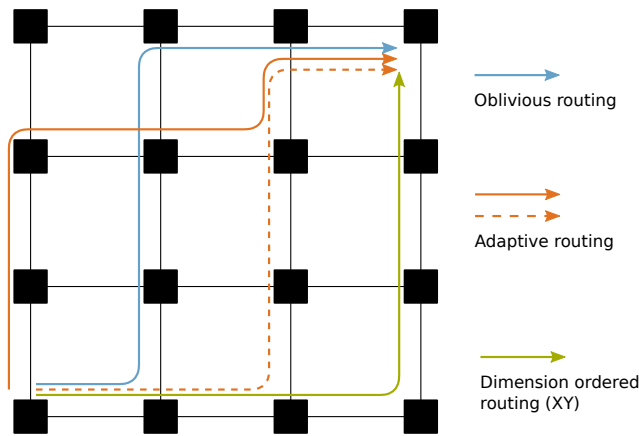 Oblivious routing
Adaptive routing
Dimension ordered
routing (XY)